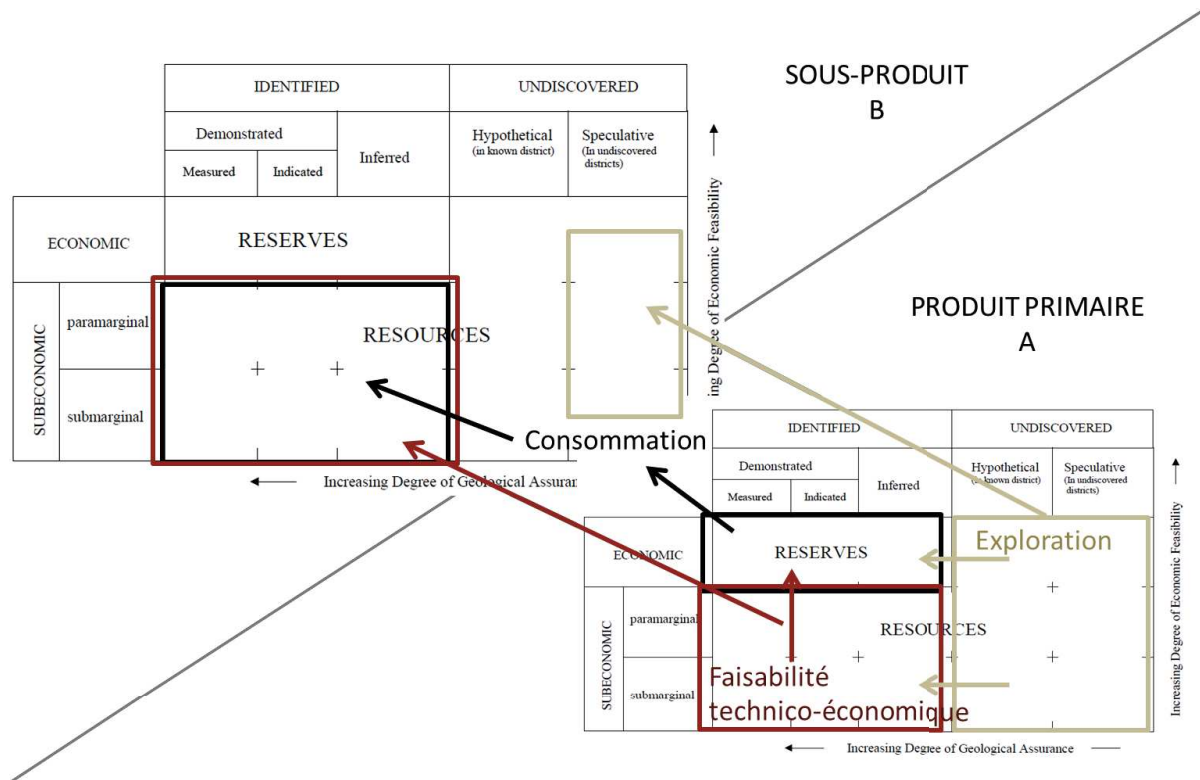 SOUS-PRODUIT
B
IDENTIFIED
UNDISCOVERED
Demonstrated
Inferred
Hypothetical
(in known district)
Speculative
(In undiscovered
districts)
Measured
Indicated
ECONOMIC
RESERVES
SUBECONOMIC
paramarginal
RESOURCES
submarginal
Increasing Degree of Geological Assuran
ing Degree of Economic Feasibility
PRODUIT PRIMAIRE
A
Consommation
IDENTIFIED
UNDISCOVERED
Demonstrated
Inferred
Hypothetical
(in known district)
Speculative
(In undiscovered
districts)
Measured
Indicated
ECONOMIC
RESERVES
Exploration
SUBECONOMIC
paramarginal
RESOURCES
submarginal
Faisabilité
technico-économique
Increasing Degree of Geological Assurance
Increasing Degree of Economic Feasibility